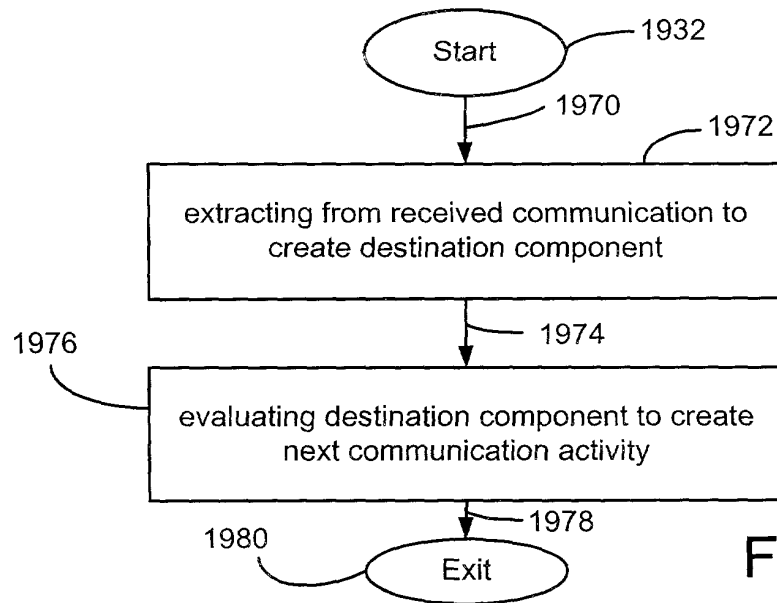 Start
1932
1970
1972
extracting from received communication to
create destination component
1974
1976
evaluating destination component to create
next communication activity
1978
1980
Exit
F